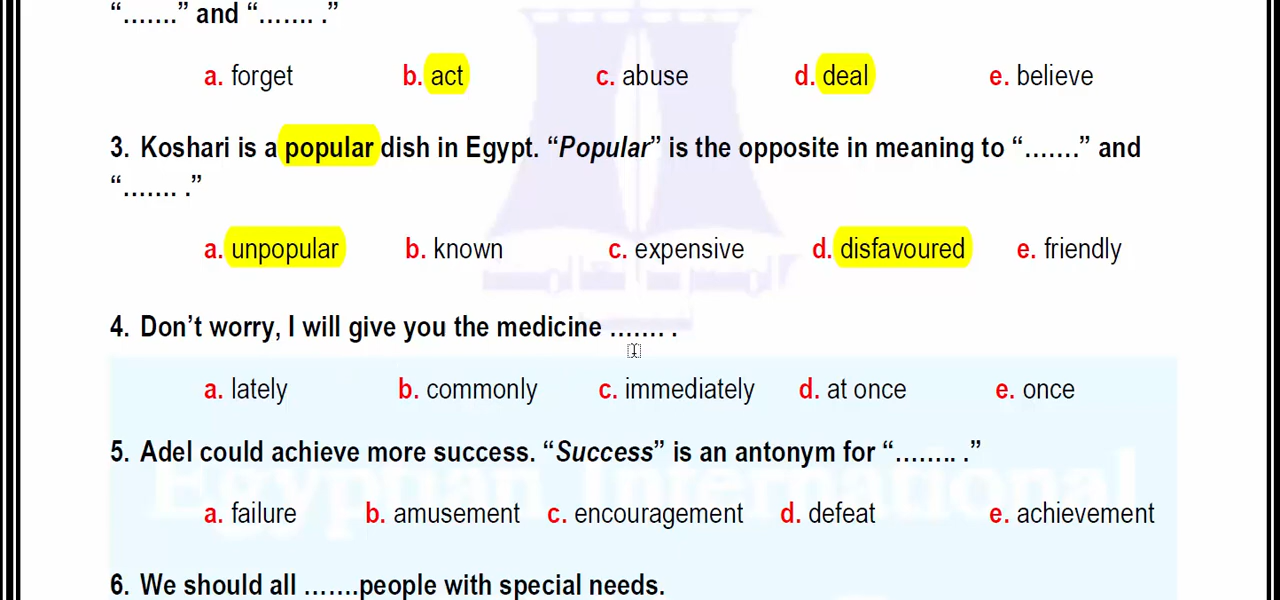 “…….” and “……. .”
a. forget b. act c. abuse d. deal e. believe
3. Koshari is a popular dish in Egypt. “Popular” is the opposite in meaning to “…….” and
“……. .”
a. unpopular b. known c. expensive d. disfavoured e. friendly
4. Don’t worry, I will give you the medicine ……. .
a. lately b. commonly c. immediately d. at once e. once
5. Adel could achieve more success. “Success” is an antonym for “…….. .”
Egyptian International
a. failure b. amusement c. encouragement d. defeat e. achievement
6. We should all …….people with special needs.